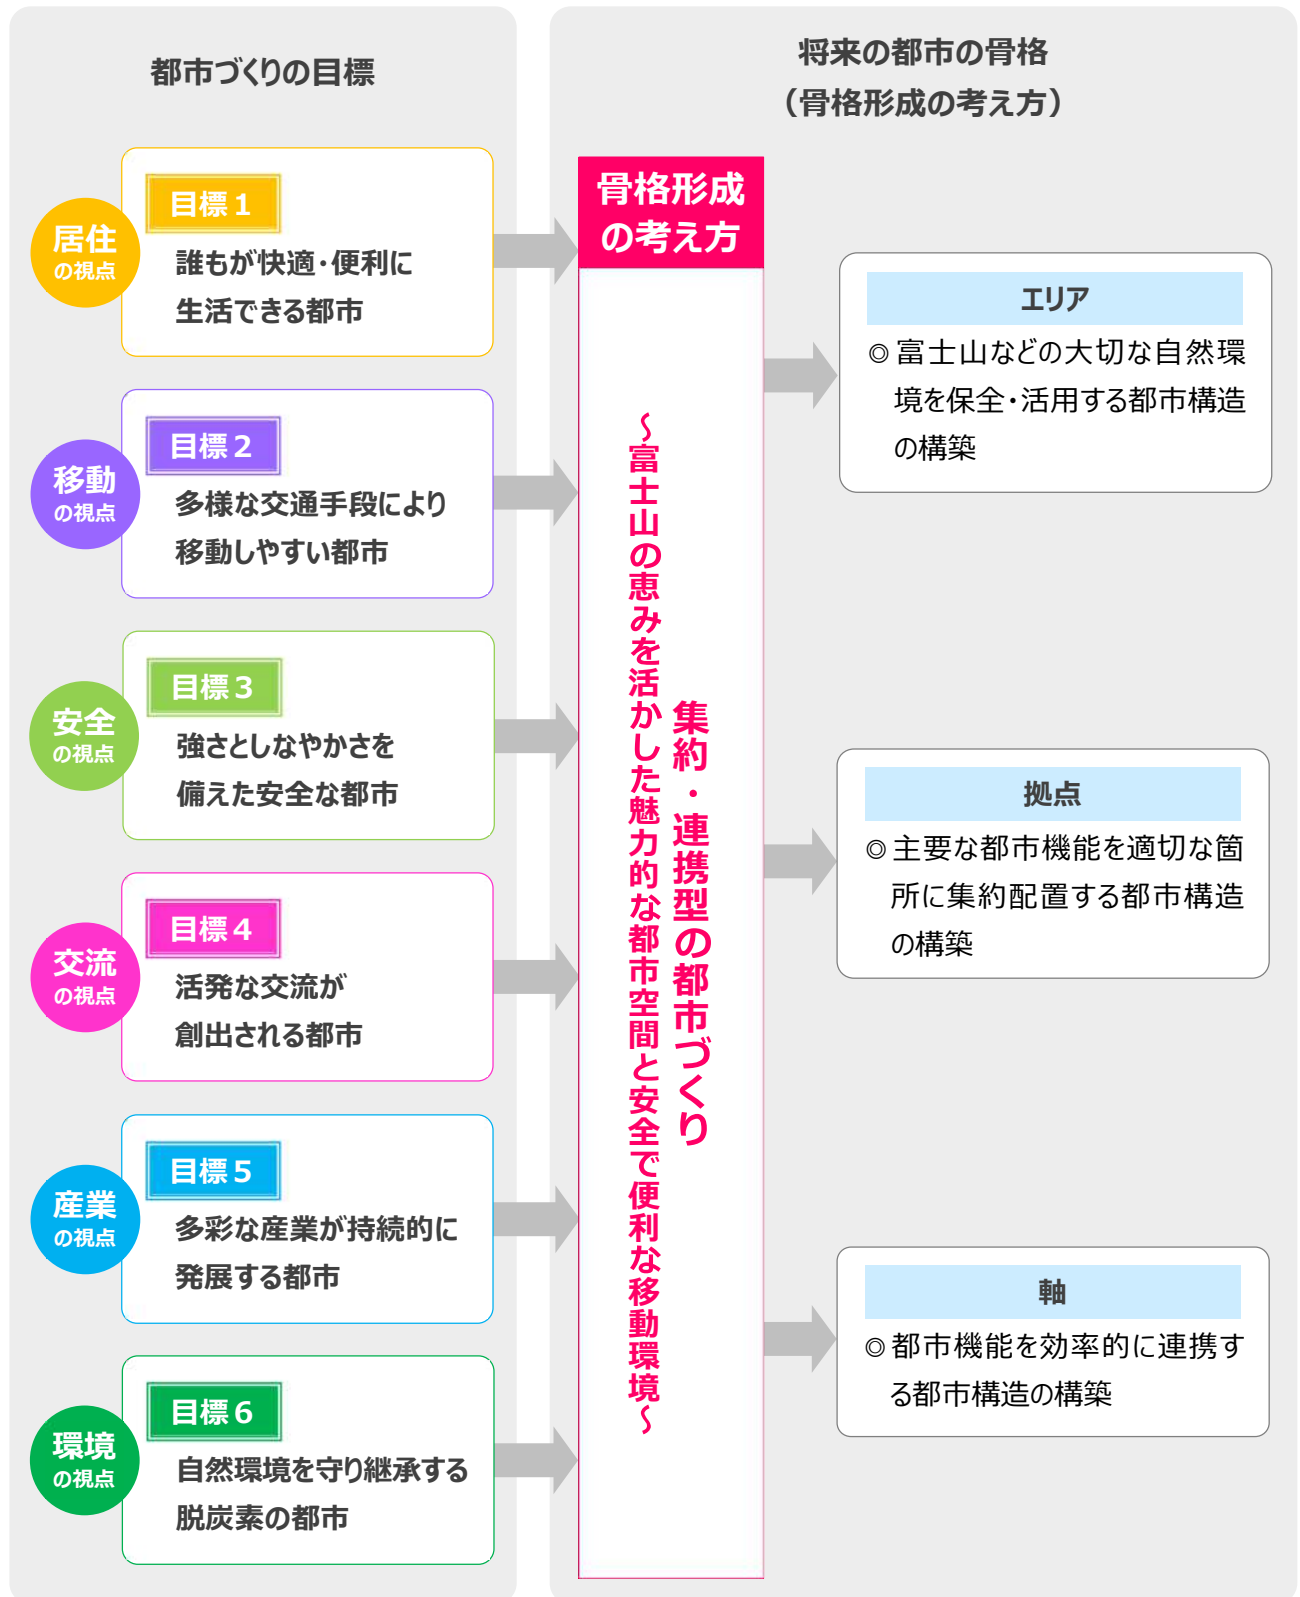 都市づくりの目標
居住
の視点
目標１
誰もが快適・便利に
生活できる都市
移動
の視点
目標２
多様な交通手段により
移動しやすい都市
安全
の視点
目標３
強さとしなやかさを
備えた安全な都市
交流
の視点
目標４
活発な交流が
創出される都市
産業
の視点
目標５
多彩な産業が持続的に
発展する都市
環境
の視点
目標６
自然環境を守り継承する
脱炭素の都市
将来の都市の骨格
（骨格形成の考え方）
骨格形成
の考え方
集約・連携型の都市づくり
～富士山の恵みを活かした魅力的な都市空間と安全で便利な移動環境～
エリア
◎富士山などの大切な自然環
境を保全・活用する都市構造
の構築
拠点
◎主要な都市機能を適切な箇
所に集約配置する都市構造
の構築
軸
◎都市機能を効率的に連携す
る都市構造の構築